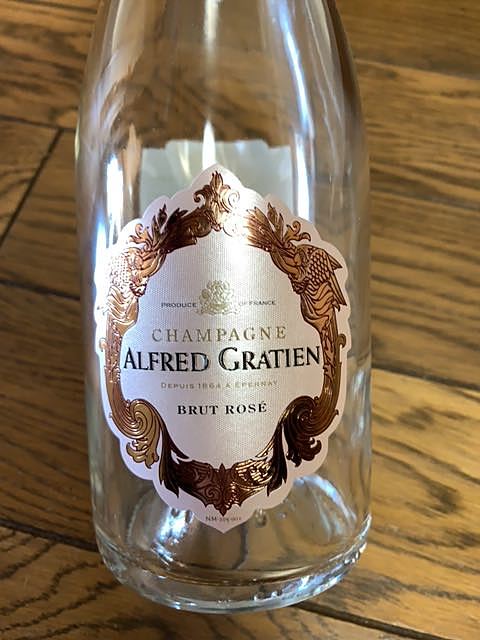 PRODUCE OF FRANCE
CHAMPAGNE
ALFRED GRATIEN
DEPUIS 1864 A EPERNAY
BRUT ROSÉ